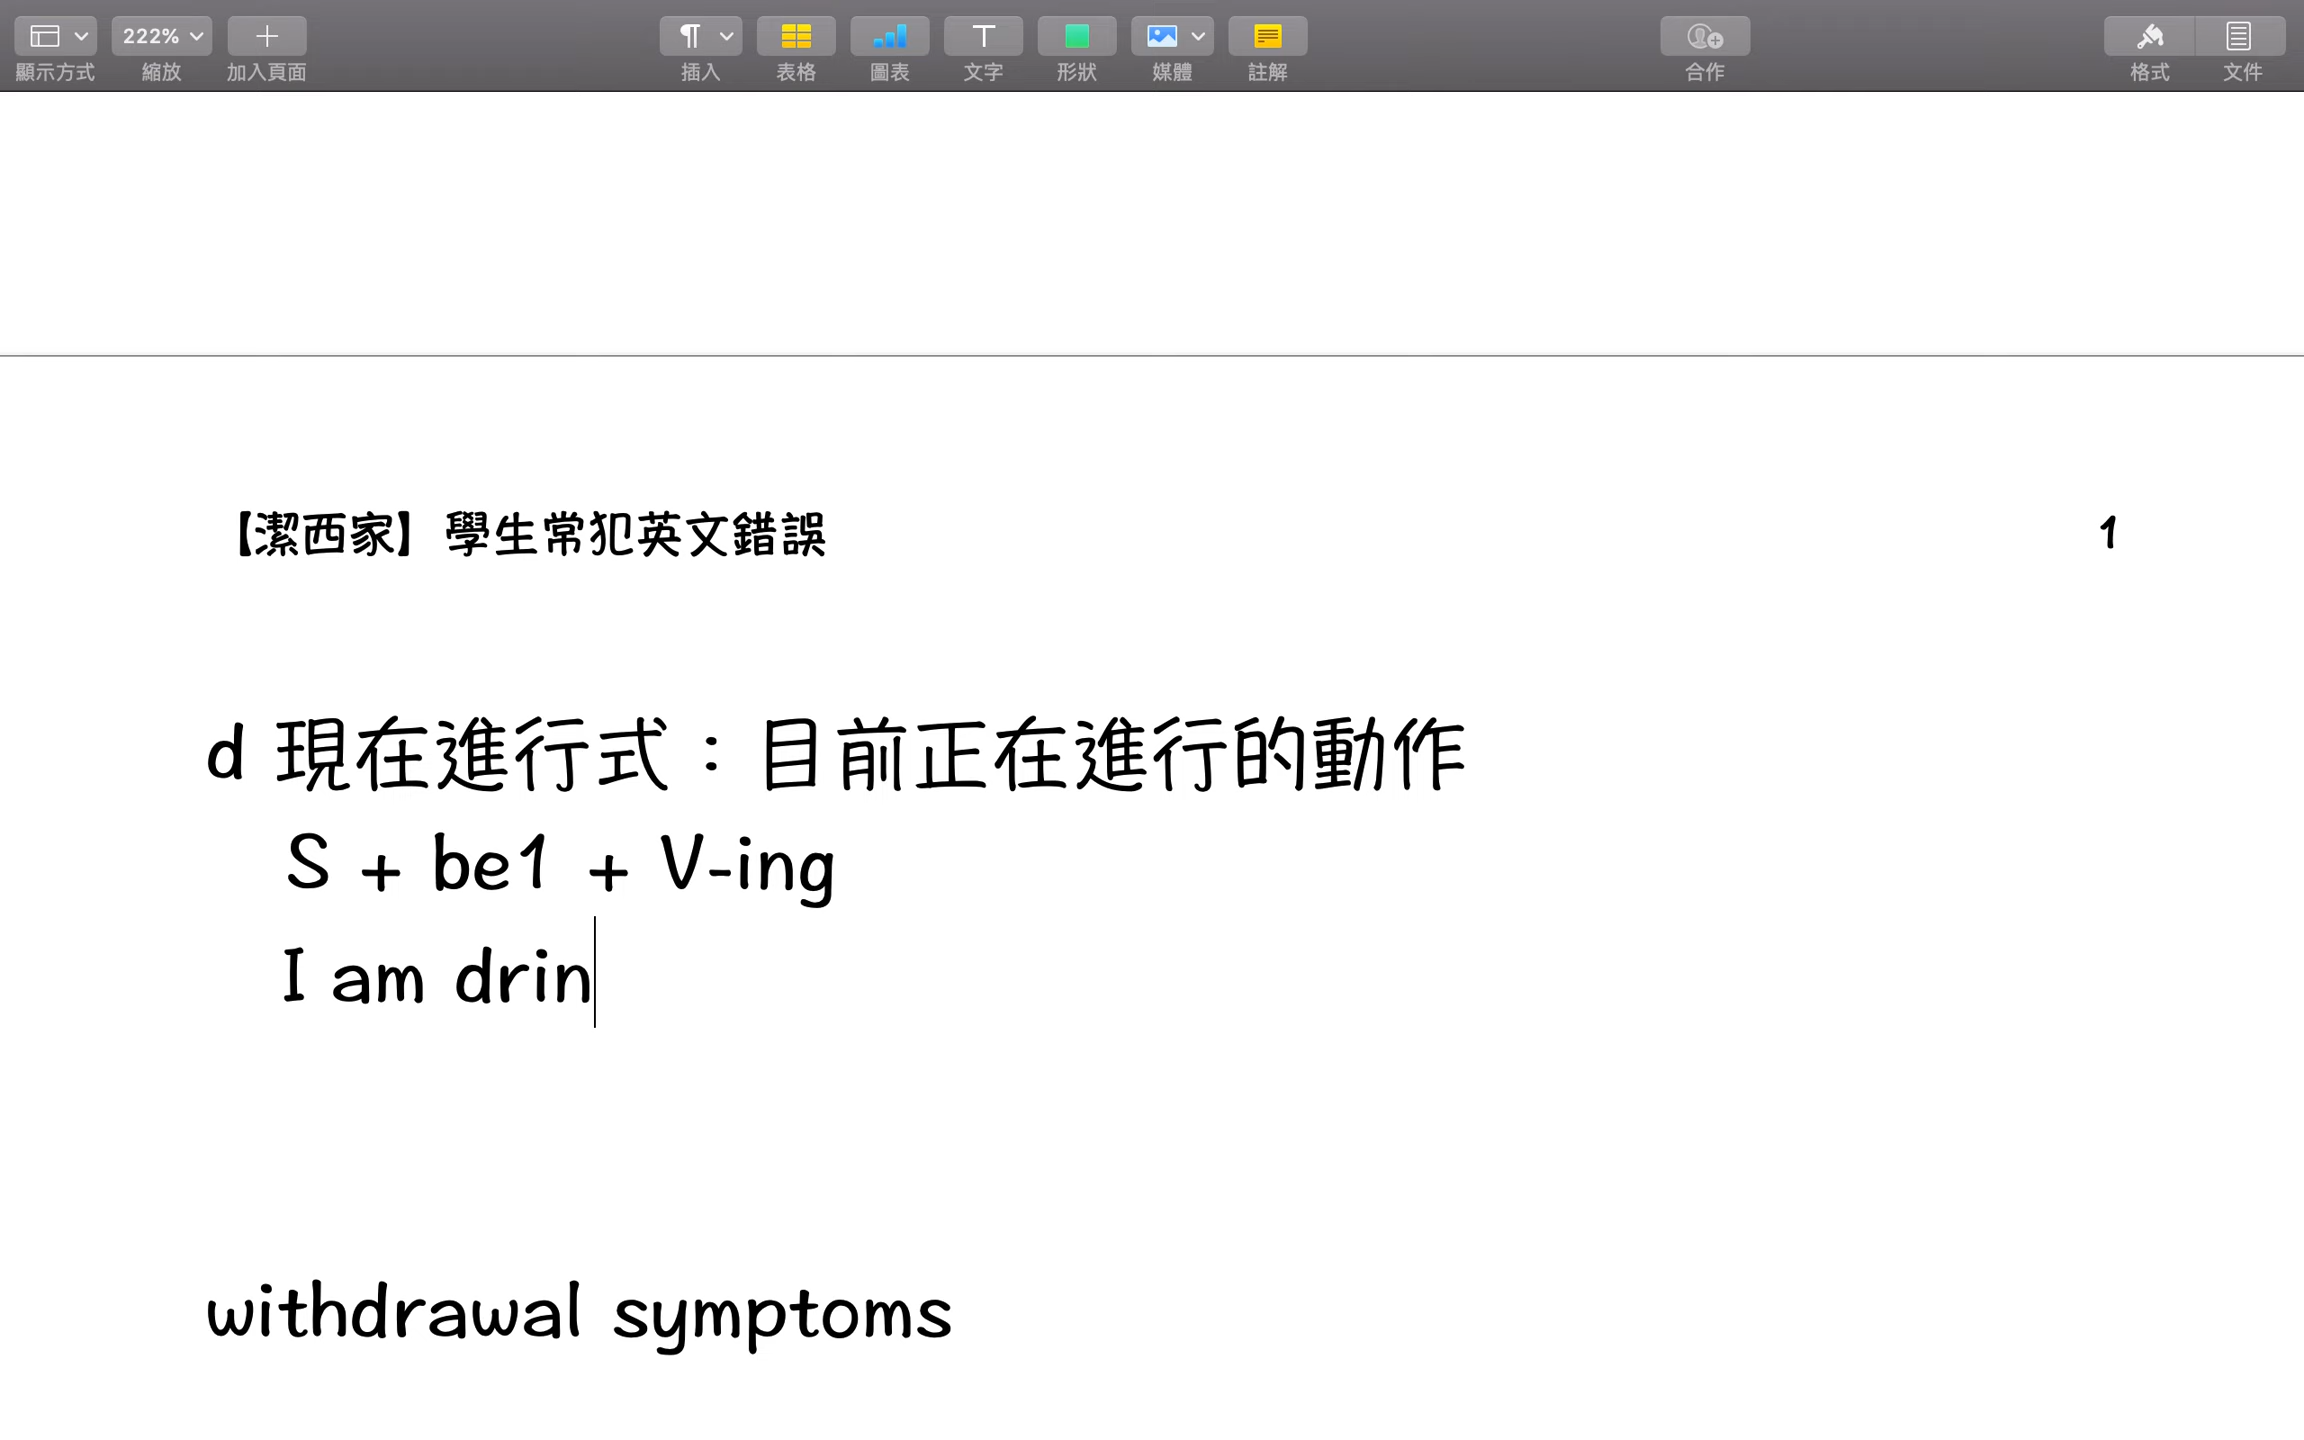 222%
顯示方式 縮放 加入頁面 插入 表格 圖表 文字 形狀 媒體 註解 合作 格式 文件
【潔西家】學生常犯英文錯誤 1
d 現在進行式：目前正在進行的動作
S + be1 + V-ing
I am drin
withdrawal symptoms